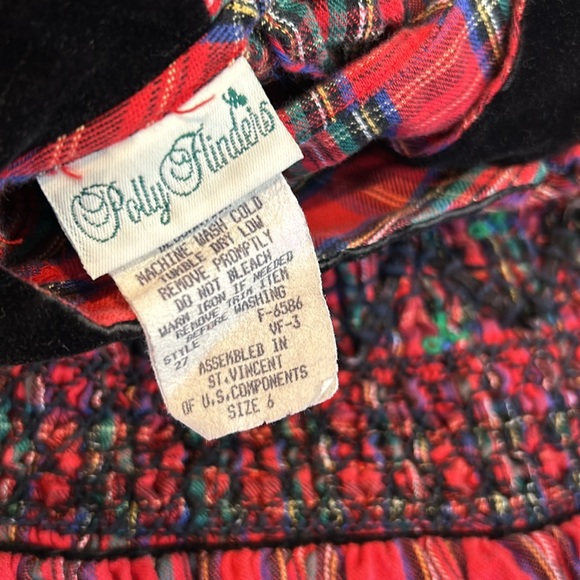 Polly Flinders
MACHINE WASH COLD
TUMBLE DRY LOW
REMOVE PROMPTLY
DO NOT BLEACH
WARM IRON IF NEEDED
REMOVE TRIM ITEM
BEFORE WASHING
STYLE F-6586
27 VF-3
ASSEMBLED IN
ST.VINCENT
OF U.S.COMPONENTS
SIZE 6